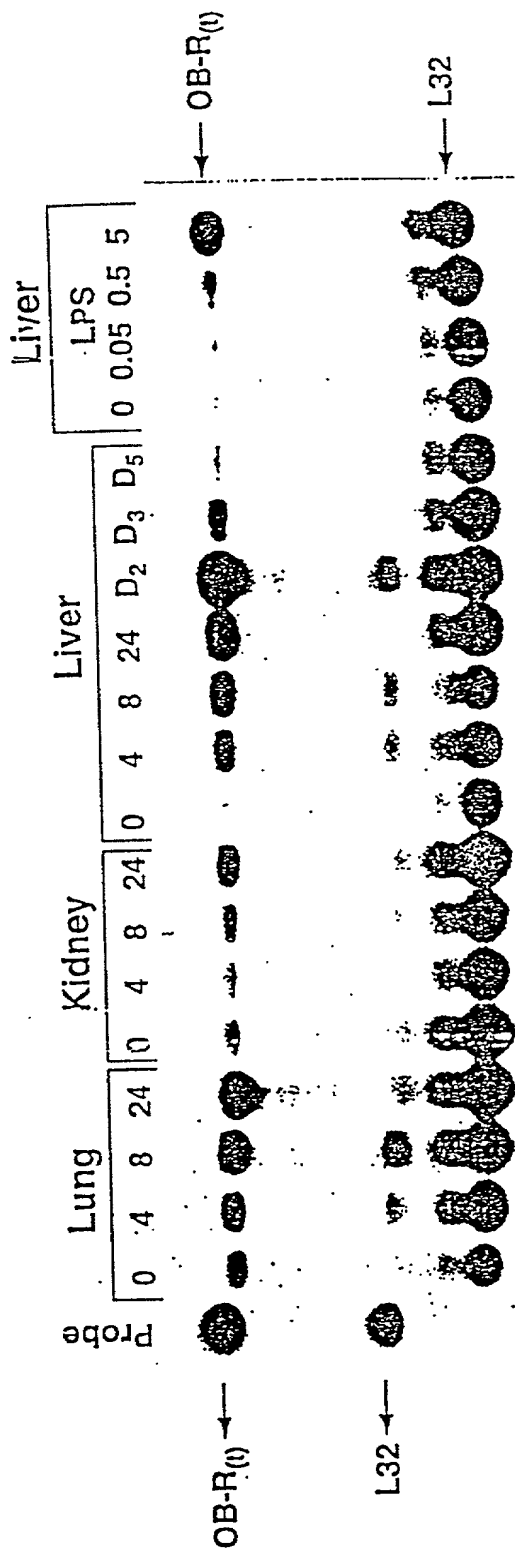 Probe
Lung
0 4 8 24
Kidney
0 4 8 24
Liver
0 4 8 24 D2 D3 D5
Liver
LPS
0 0.05 0.5 5
OB-R(t)
L32
OB-R(t)
L32